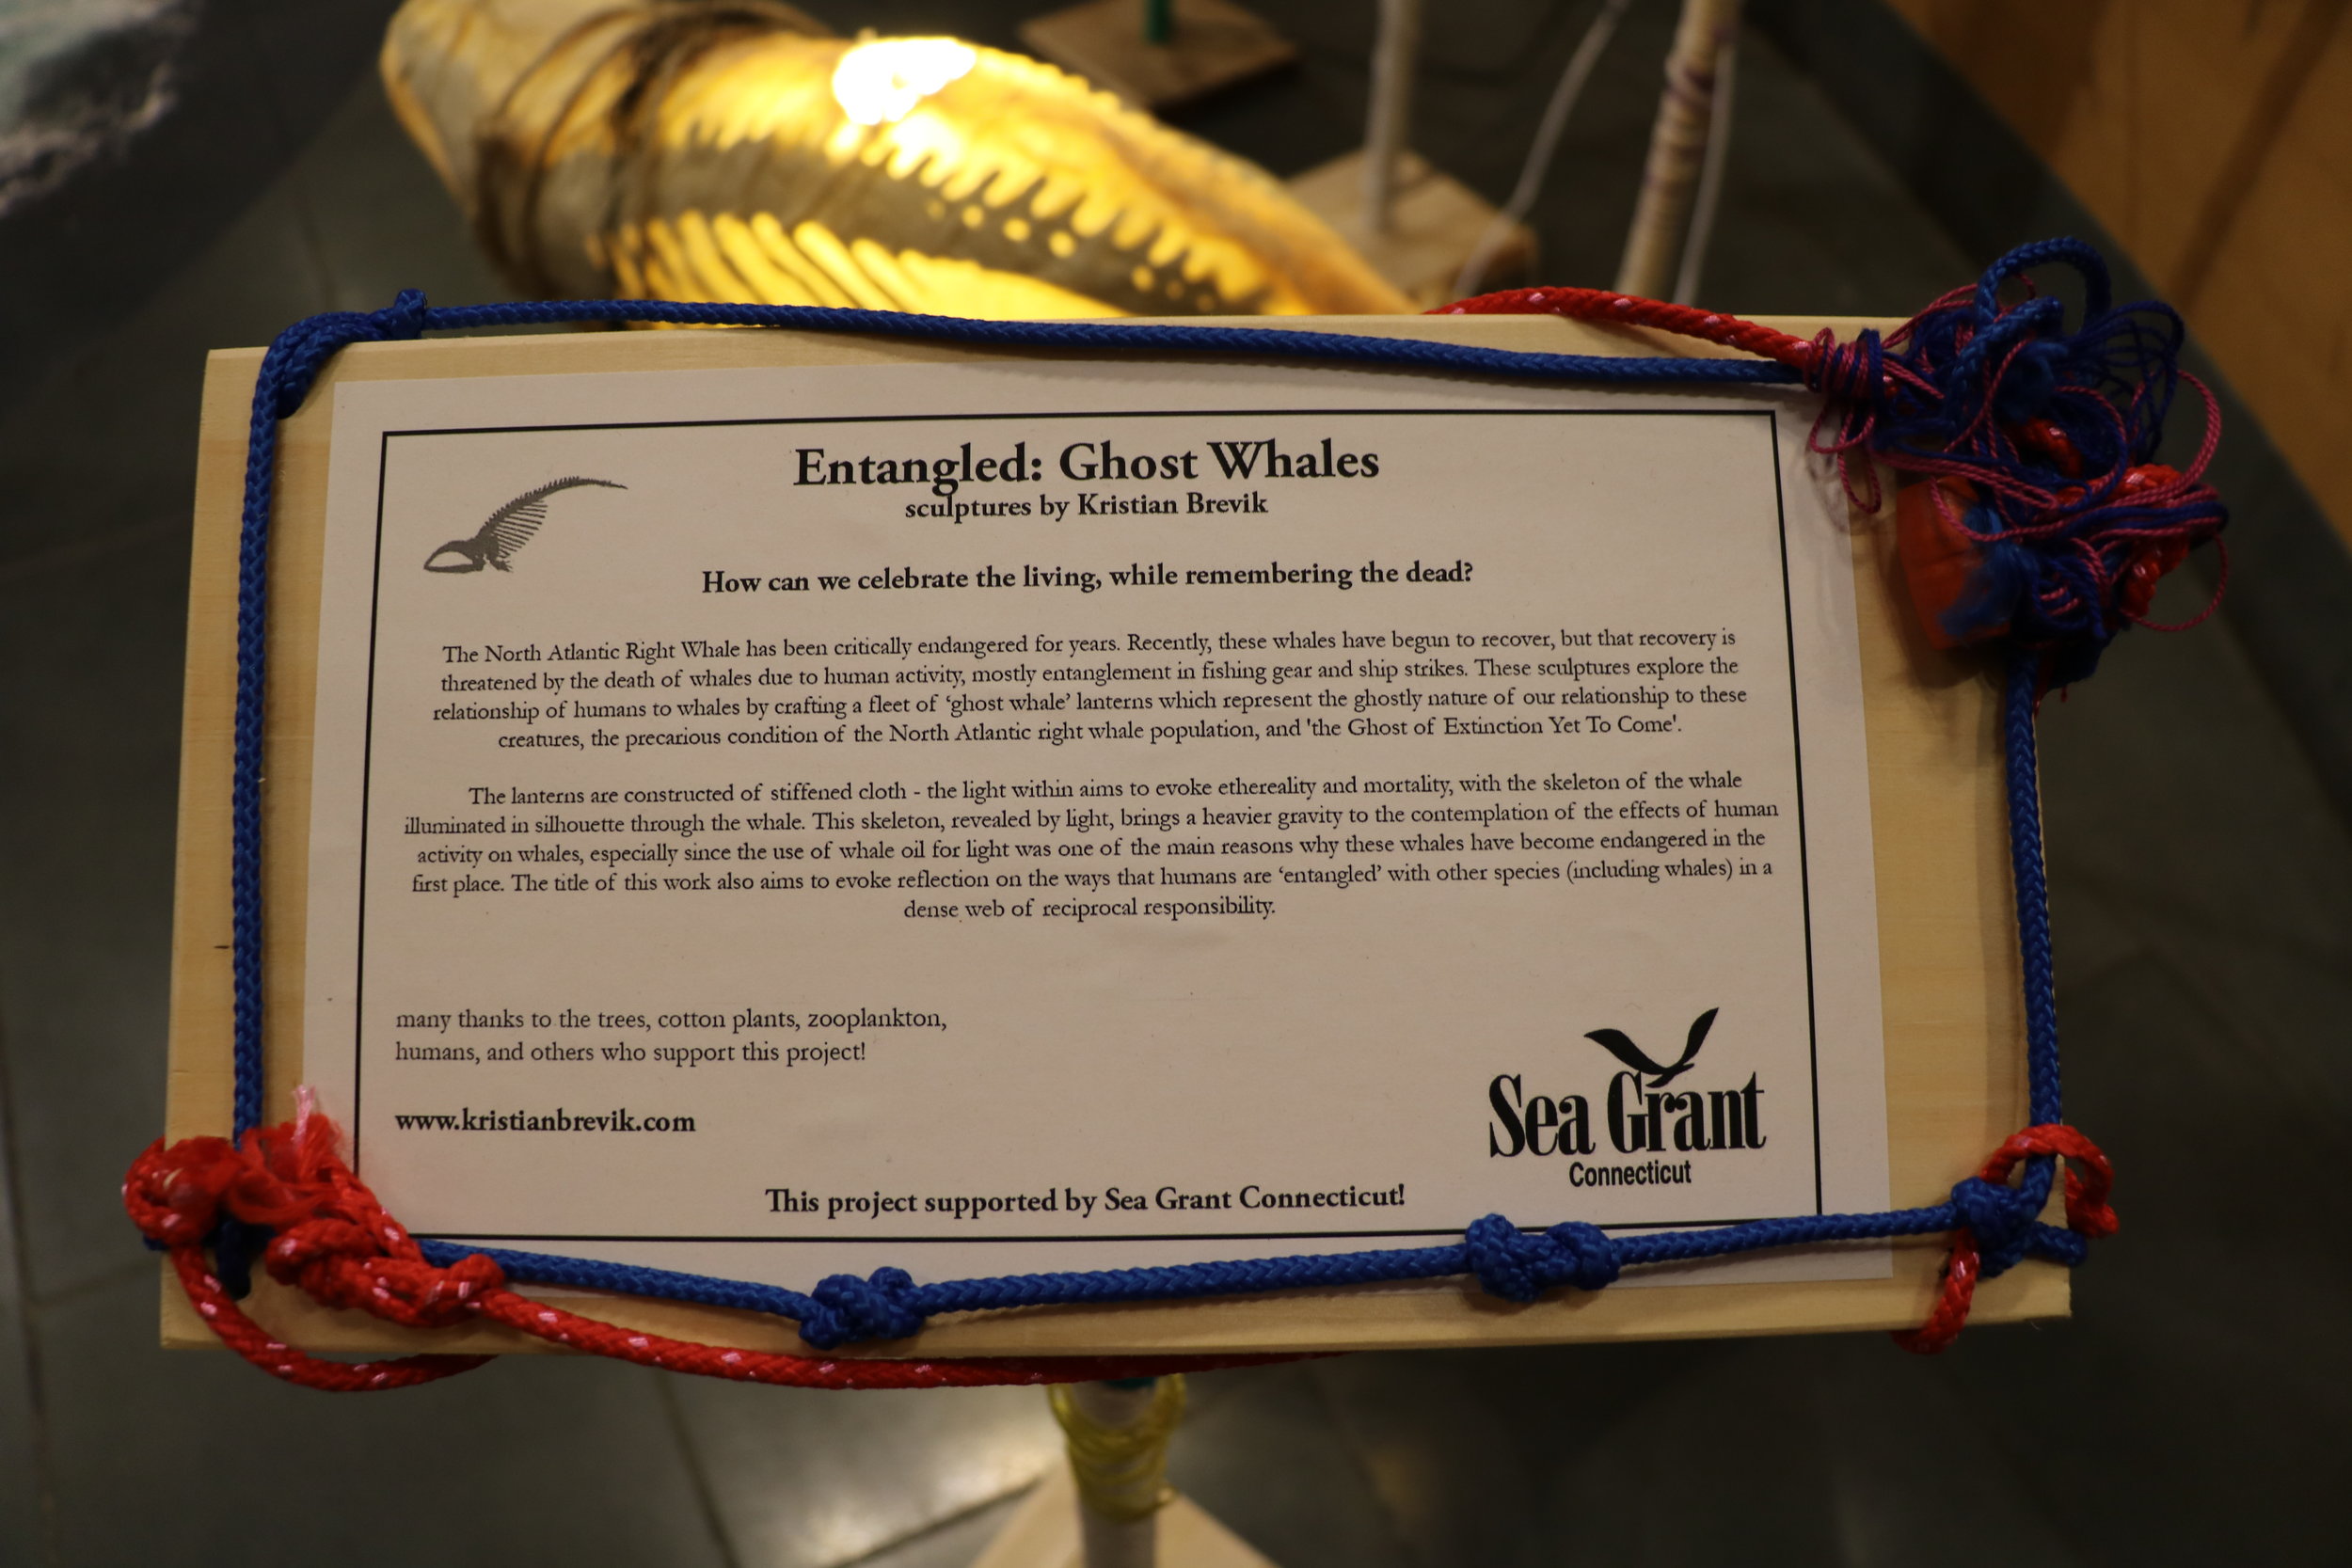 Entangled: Ghost Whales
sculptures by Kristian Brevik
How can we celebrate the living, while remembering the dead?
The North Atlantic Right Whale has been critically endangered for years. Recently, these whales have begun to recover, but that recovery is
threatened by the death of whales due to human activity, mostly entanglement in fishing gear and ship strikes. These sculptures explore the
relationship of humans to whales by crafting a fleet of ‘ghost whale’ lanterns which represent the ghostly nature of our relationship to these
creatures, the precarious condition of the North Atlantic right whale population, and 'the Ghost of Extinction Yet To Come'.
The lanterns are constructed of stiffened cloth - the light within aims to evoke ethereality and mortality, with the skeleton of the whale
illuminated in silhouette through the whale. This skeleton, revealed by light, brings a heavier gravity to the contemplation of the effects of human
activity on whales, especially since the use of whale oil for light was one of the main reasons why these whales have become endangered in the
first place. The title of this work also aims to evoke reflection on the ways that humans are ‘entangled’ with other species (including whales) in a
dense web of reciprocal responsibility.
many thanks to the trees, cotton plants, zooplankton,
humans, and others who support this project!
www.kristianbrevik.com
Sea Grant
Connecticut
This project supported by Sea Grant Connecticut!